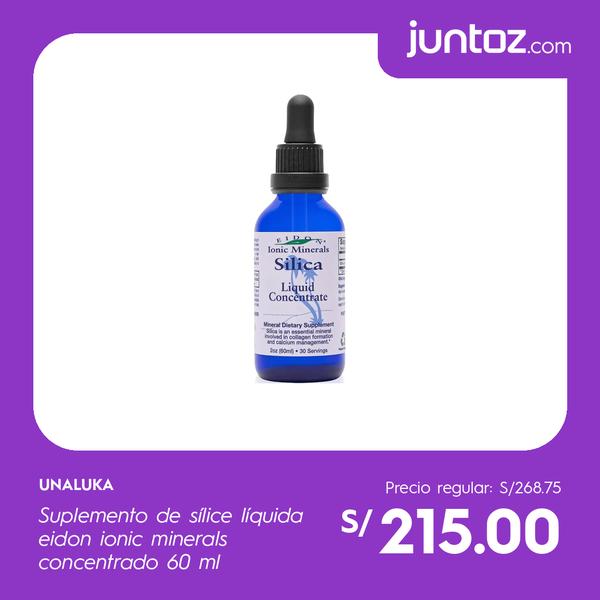 juntoz.com
EIDON
Ionic Minerals
Silica
Liquid
Concentrate
Mineral Dietary Supplement
Silica is an essential mineral
involved in collagen formation
and calcium management.*
2oz (60ml) • 30 Servings
UNALUKA
Suplemento de sílice líquida
eidon ionic minerals
concentrado 60 ml
Precio regular: S/268.75
S/ 215.00